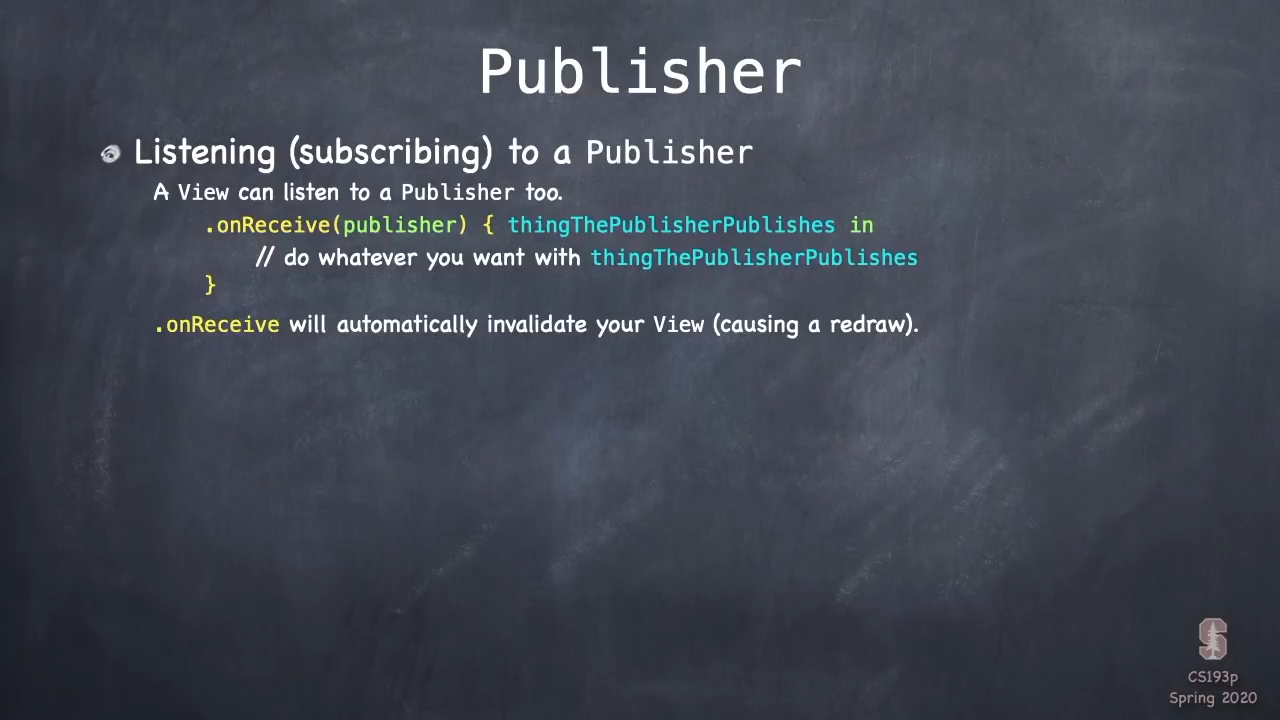 Publisher
Listening (subscribing) to a Publisher
A View can listen to a Publisher too.
.onReceive(publisher) { thingThePublisherPublishes in
// do whatever you want with thingThePublisherPublishes
}
.onReceive will automatically invalidate your View (causing a redraw).
S
CS193p
Spring 2020